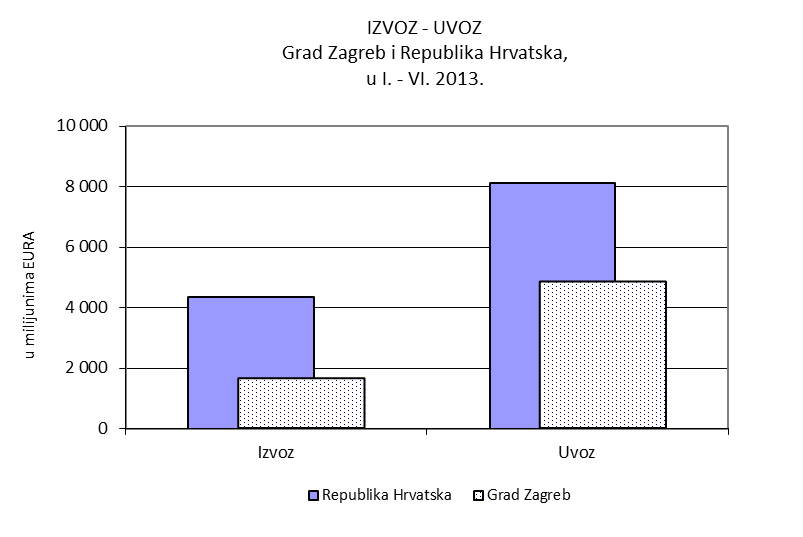 IZVOZ - UVOZ
Grad Zagreb i Republika Hrvatska,
u I. - VI. 2013.
10 000
8 000
6 000
4 000
2 000
0
u milijunima EURA
Izvoz
Uvoz
Republika Hrvatska
Grad Zagreb